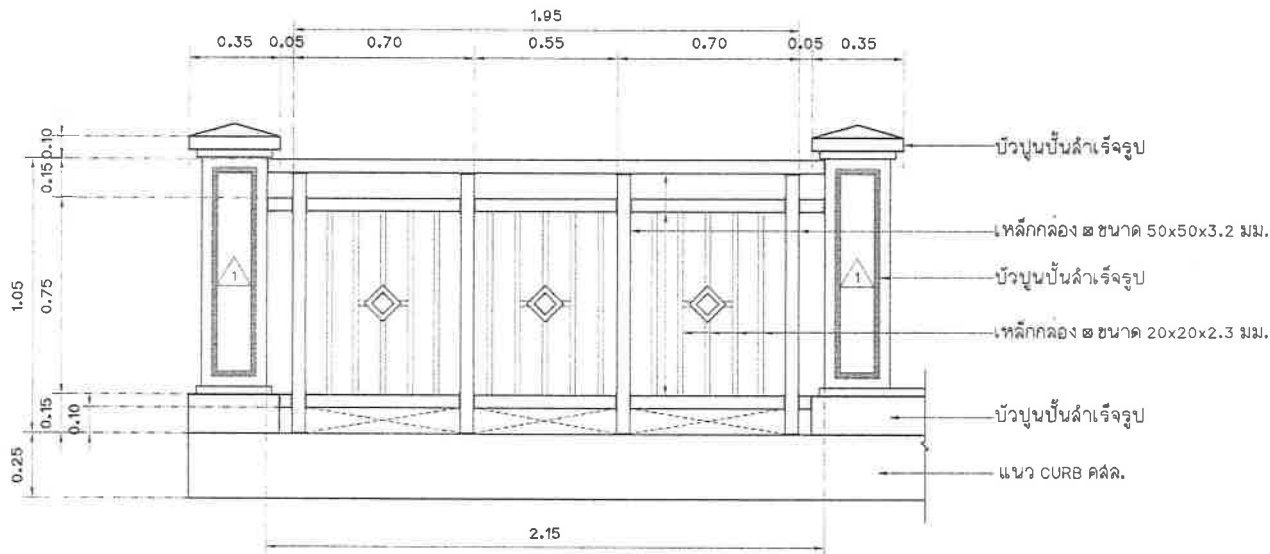 1.95
0.35 0.05 0.70 0.55 0.70 0.05 0.35
0.10
บัวปูนปั้นสำเร็จรูป
0.15
เหล็กกล่อง ขนาด 50x50x3.2 มม.
1 1
บัวปูนปั้นสำเร็จรูป
0.75
1.05
เหล็กกล่อง ขนาด 20x20x2.3 มม.
0.15
0.10
บัวปูนปั้นสำเร็จรูป
0.25
แนว CURB คสล.
2.15